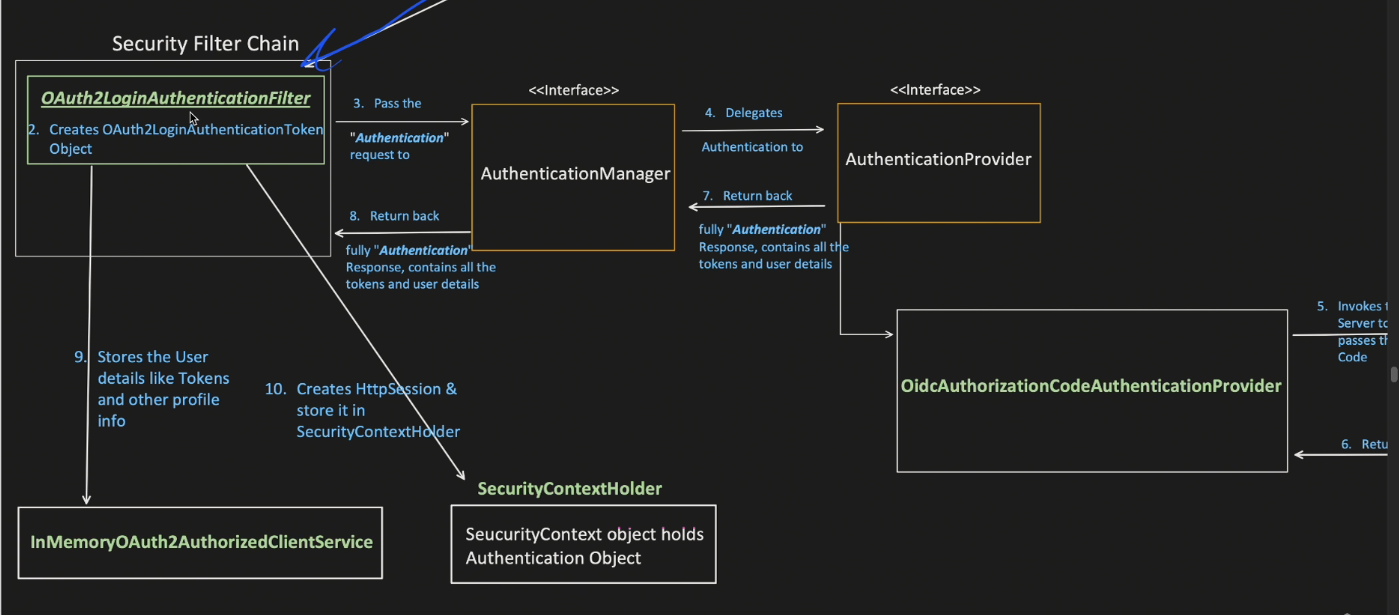 Security Filter Chain
OAuth2LoginAuthenticationFilter
2. Creates OAuth2LoginAuthenticationToken
Object
3. Pass the
"Authentication"
request to
<<Interface>>
AuthenticationManager
4. Delegates
Authentication to
<<Interface>>
AuthenticationProvider
7. Return back
fully "Authentication"
Response, contains all the
tokens and user details
8. Return back
fully "Authentication"
Response, contains all the
tokens and user details
5. Invokes
Server
passes
Code
OidcAuthorizationCodeAuthenticationProvider
6.
9. Stores the User
details like Tokens
and other profile
info
10. Creates HttpSession &
store it in
SecurityContextHolder
SecurityContextHolder
SeucurityContext object holds
Authentication Object
InMemoryOAuth2AuthorizedClientService